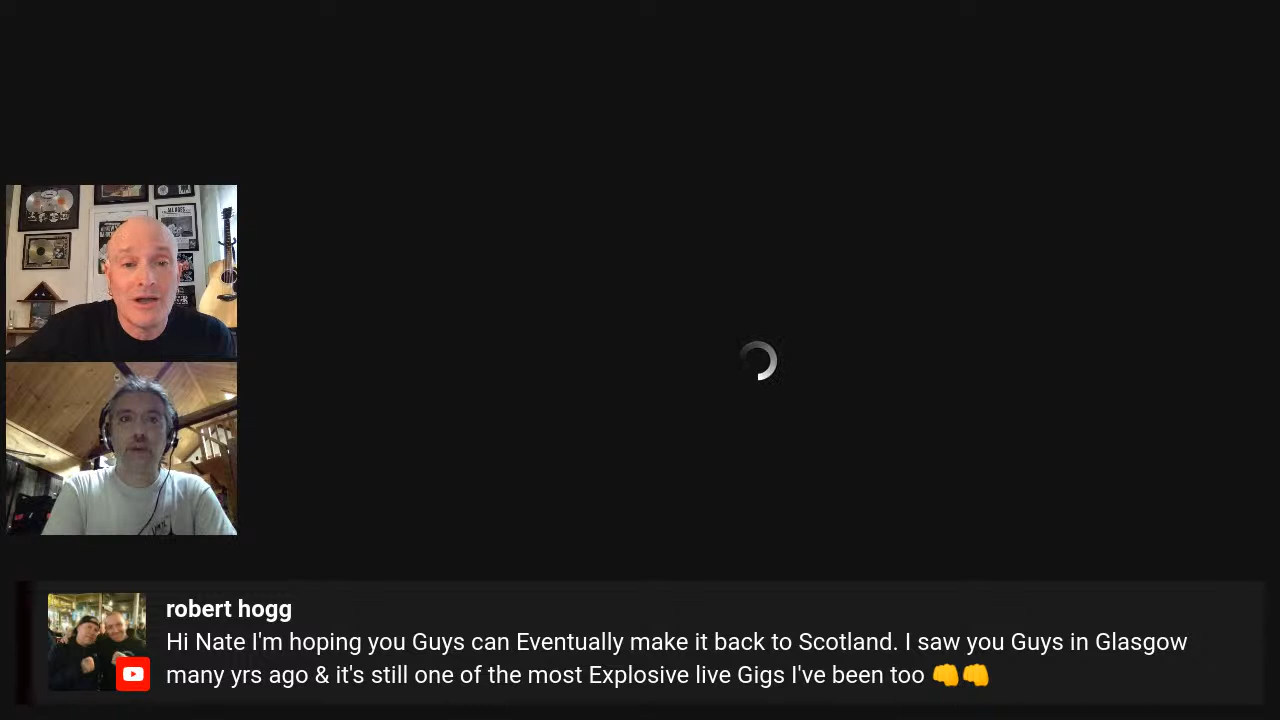 robert hogg
Hi Nate I'm hoping you Guys can Eventually make it back to Scotland. I saw you Guys in Glasgow
many yrs ago & it's still one of the most Explosive live Gigs I've been too 👊👊